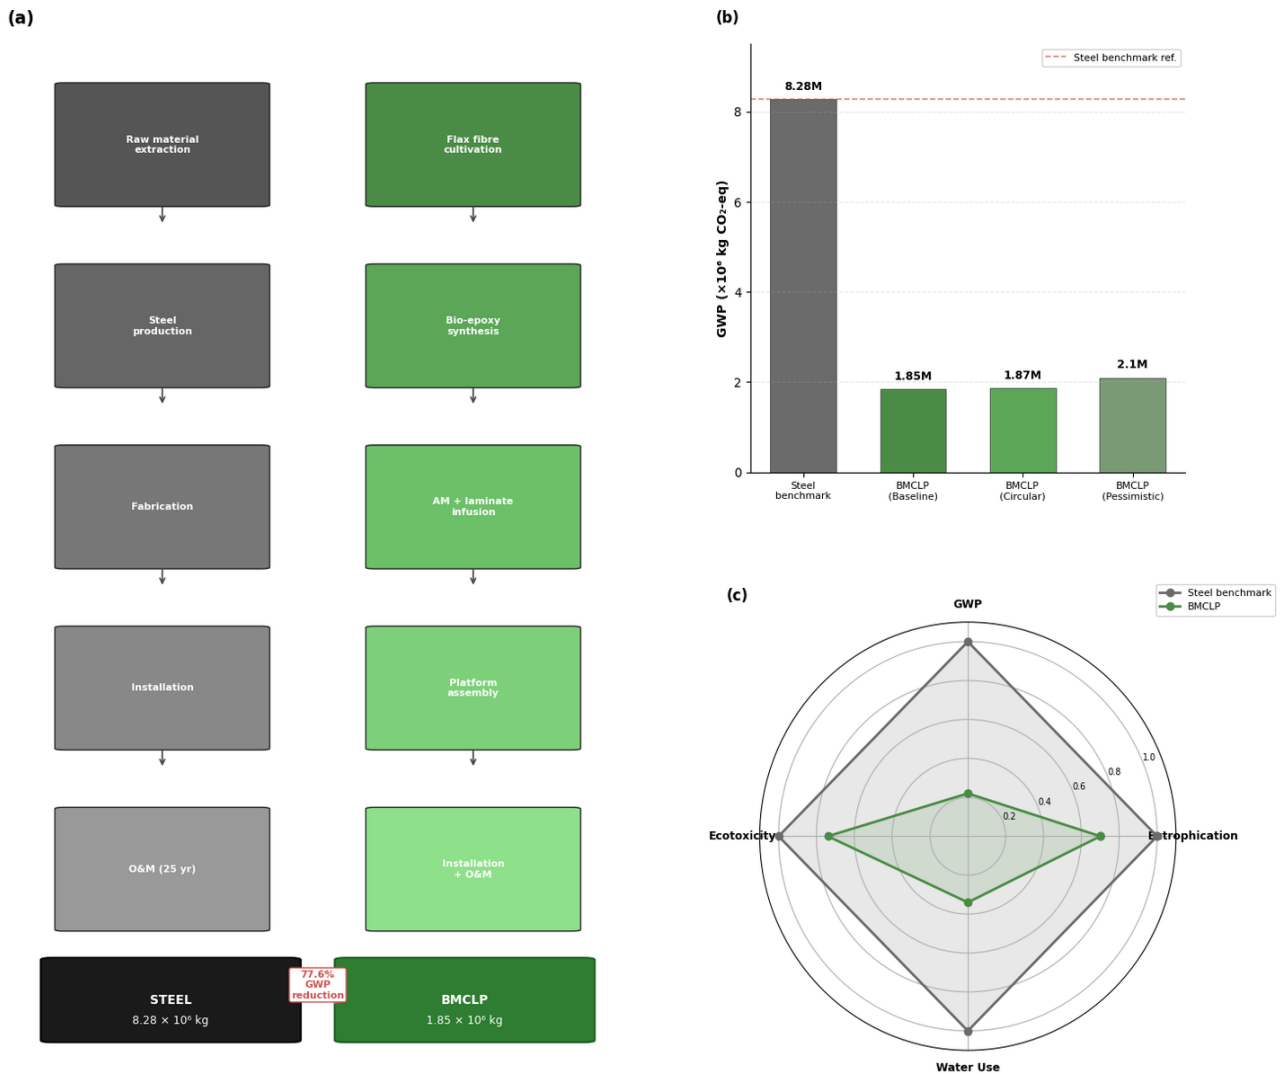 (a)
Raw material
extraction
Flax fibre
cultivation
Steel
production
Bio-epoxy
synthesis
Fabrication
AM + laminate
infusion
Installation
Platform
assembly
O&M (25 yr)
Installation
+ O&M
STEEL
8.28 × 10⁶ kg
77.6%
GWP
reduction
BMCLP
1.85 × 10⁶ kg
(b)
Steel benchmark ref.
GWP (×10⁶ kg CO₂-eq)
8
6
4
2
0
8.28M
1.85M
1.87M
2.1M
Steel
benchmark
BMCLP
(Baseline)
BMCLP
(Circular)
BMCLP
(Pessimistic)
(c)
Steel benchmark
BMCLP
GWP
1.0
0.8
0.6
0.4
0.2
Ecotoxicity
Eutrophication
Water Use